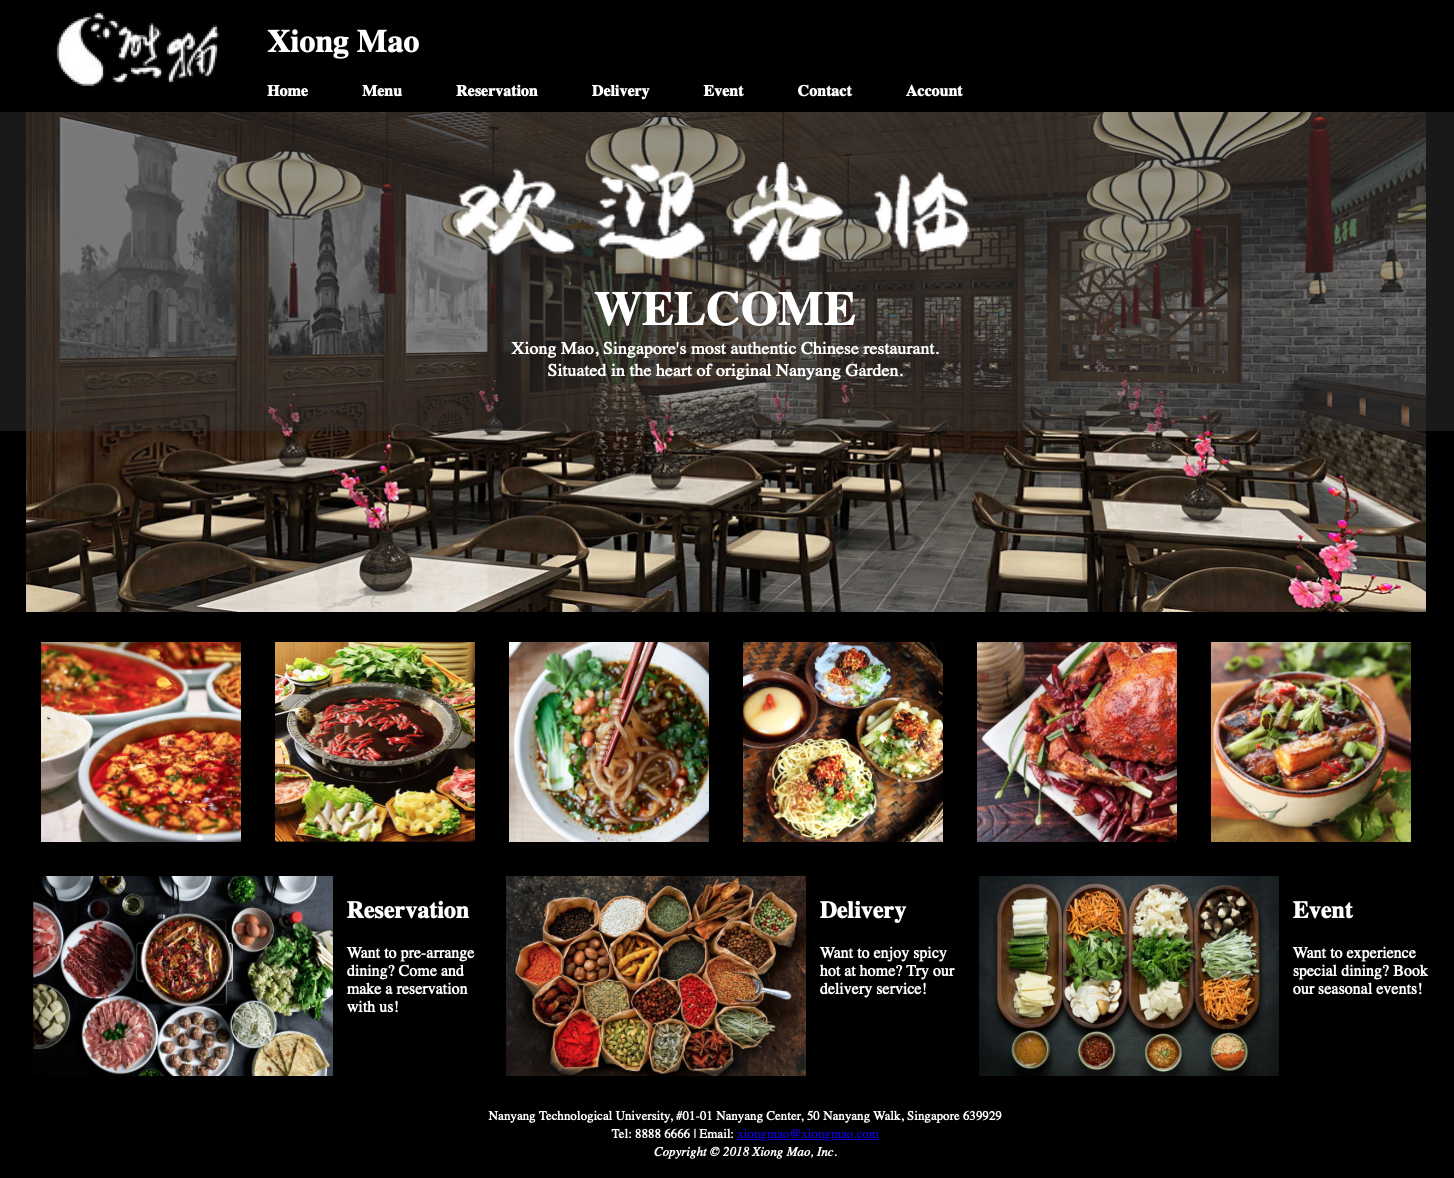 熊猫
Xiong Mao
Home Menu Reservation Delivery Event Contact Account
欢迎光临
WELCOME
Xiong Mao, Singapore's most authentic Chinese restaurant.
Situated in the heart of original Nanyang Garden.
Reservation
Want to pre-arrange
dining? Come and
make a reservation
with us!
Delivery
Want to enjoy spicy
hot at home? Try our
delivery service!
Event
Want to experience
special dining? Book
our seasonal events!
Nanyang Technological University, #01-01 Nanyang Center, 50 Nanyang Walk, Singapore 639929
Tel: 8888 6666 | Email: xiongmao@xiongmao.com
Copyright © 2018 Xiong Mao, Inc.